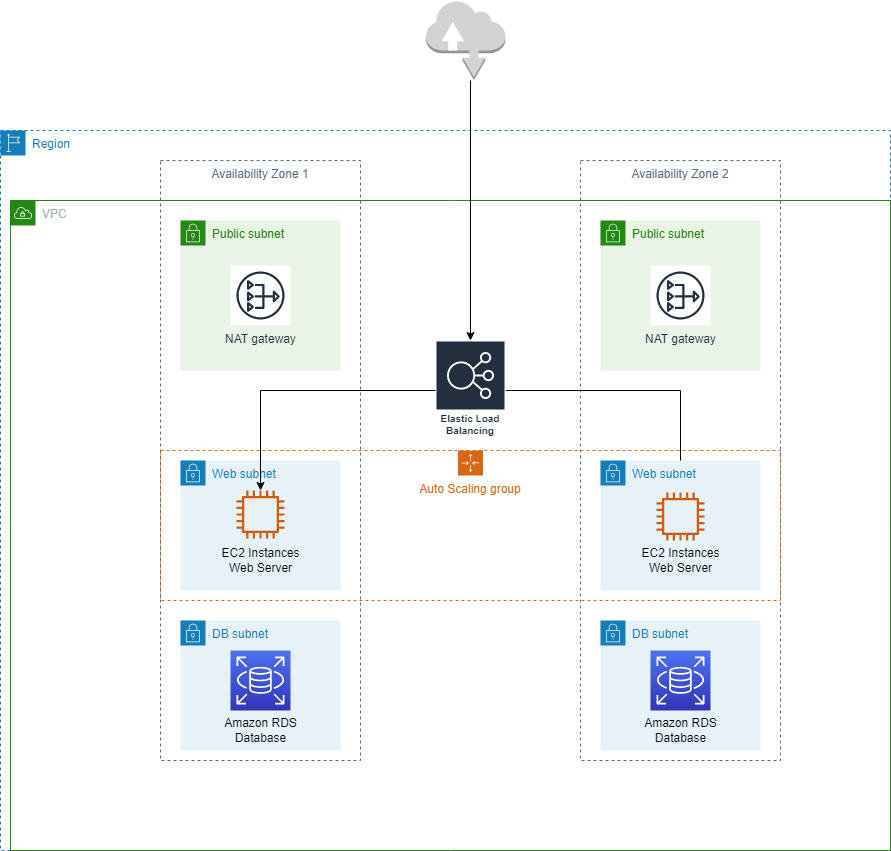 Region
Availability Zone 1
Availability Zone 2
VPC
Public subnet
Public subnet
NAT gateway
NAT gateway
Elastic Load
Balancing
Web subnet
Web subnet
Auto Scaling group
EC2 Instances
Web Server
EC2 Instances
Web Server
DB subnet
DB subnet
Amazon RDS
Database
Amazon RDS
Database